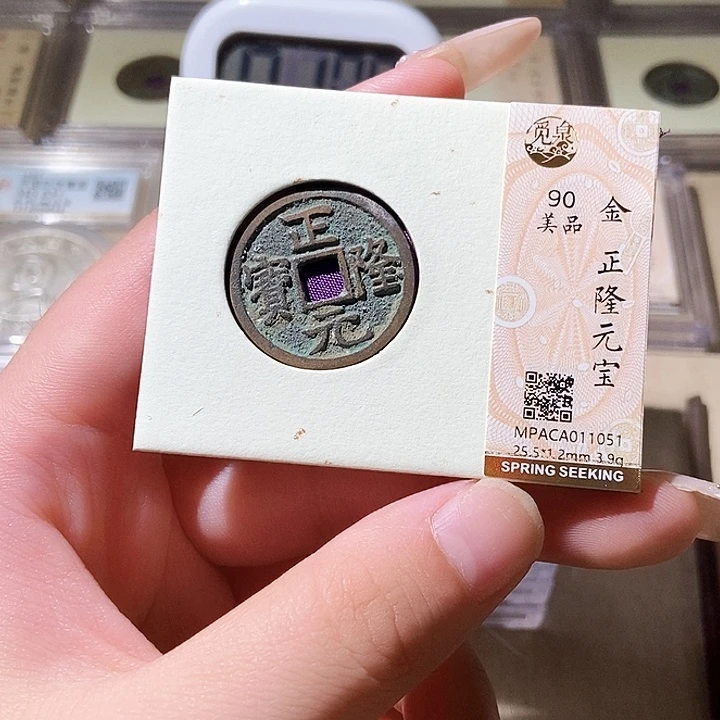 正
隆
元
寳
觅泉
90
美品
金
正隆元宝
MPACA011051
25.5*1.2mm 3.9g
SPRING SEEKING